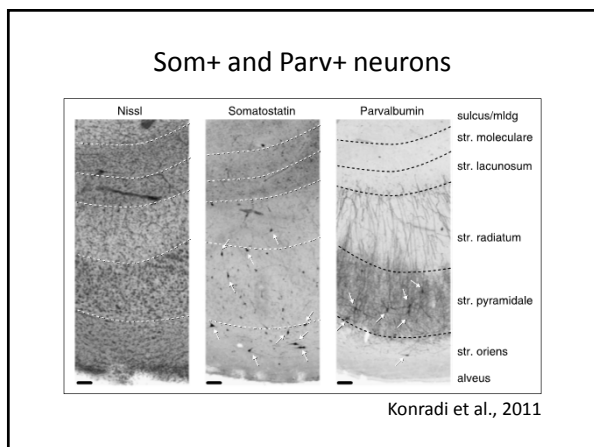 Som+ and Parv+ neurons
Nissl
Somatostatin
Parvalbumin
sulcus/mldg
str. moleculare
str. lacunosum
str. radiatum
str. pyramidale
str. oriens
alveus
Konradi et al., 2011